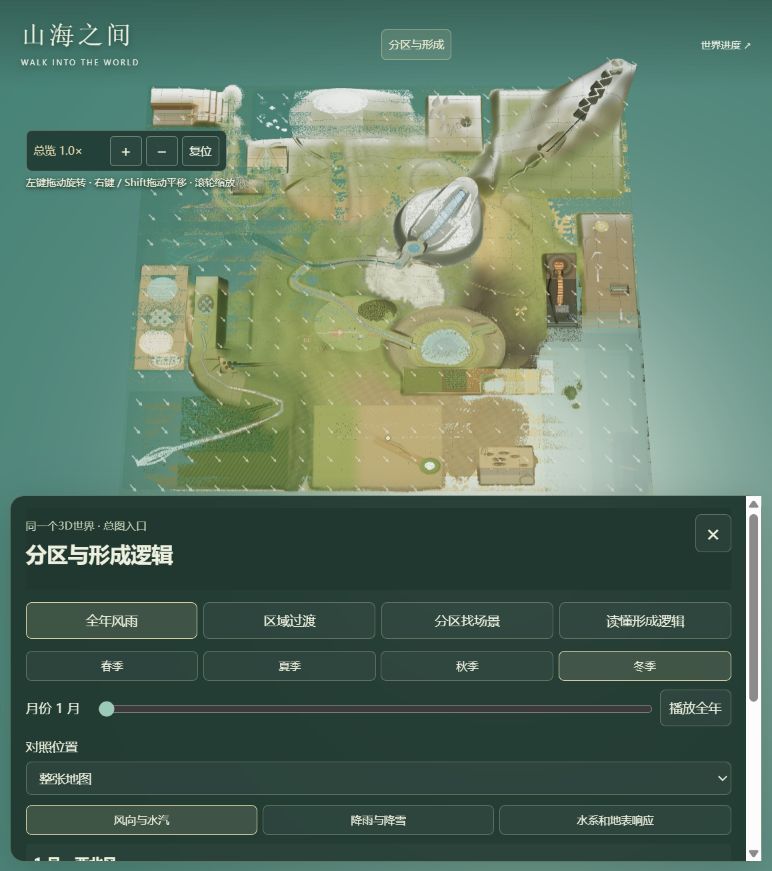 山海之间
WALK INTO THE WORLD
分区与形成
世界进度 ↗
总览 1.0×
+
−
复位
左键拖动旋转 · 右键 / Shift拖动平移 · 滚轮缩放
同一个3D世界 · 总图入口
分区与形成逻辑
×
全年风雨
区域过渡
分区找场景
读懂形成逻辑
春季
夏季
秋季
冬季
月份 1 月
播放全年
对照位置
整张地图
风向与水汽
降雨与降雪
水系和地表响应